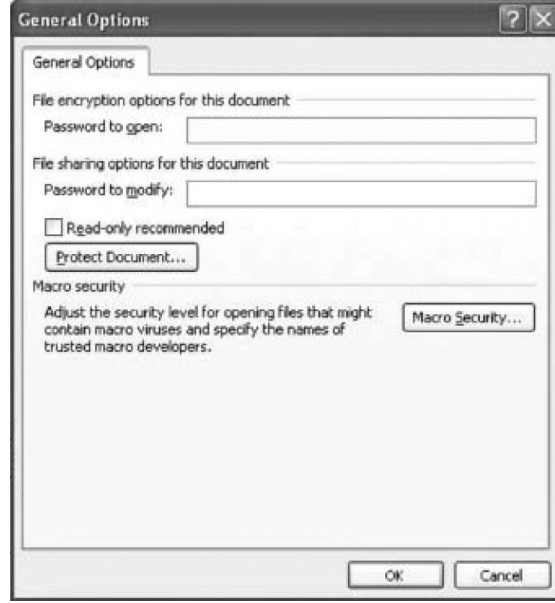 General Options
General Options
File encryption options for this document
Password to open:
File sharing options for this document
Password to modify:
Read-only recommended
Protect Document...
Macro security
Adjust the security level for opening files that might
contain macro viruses and specify the names of
trusted macro developers.
Macro Security...
OK
Cancel